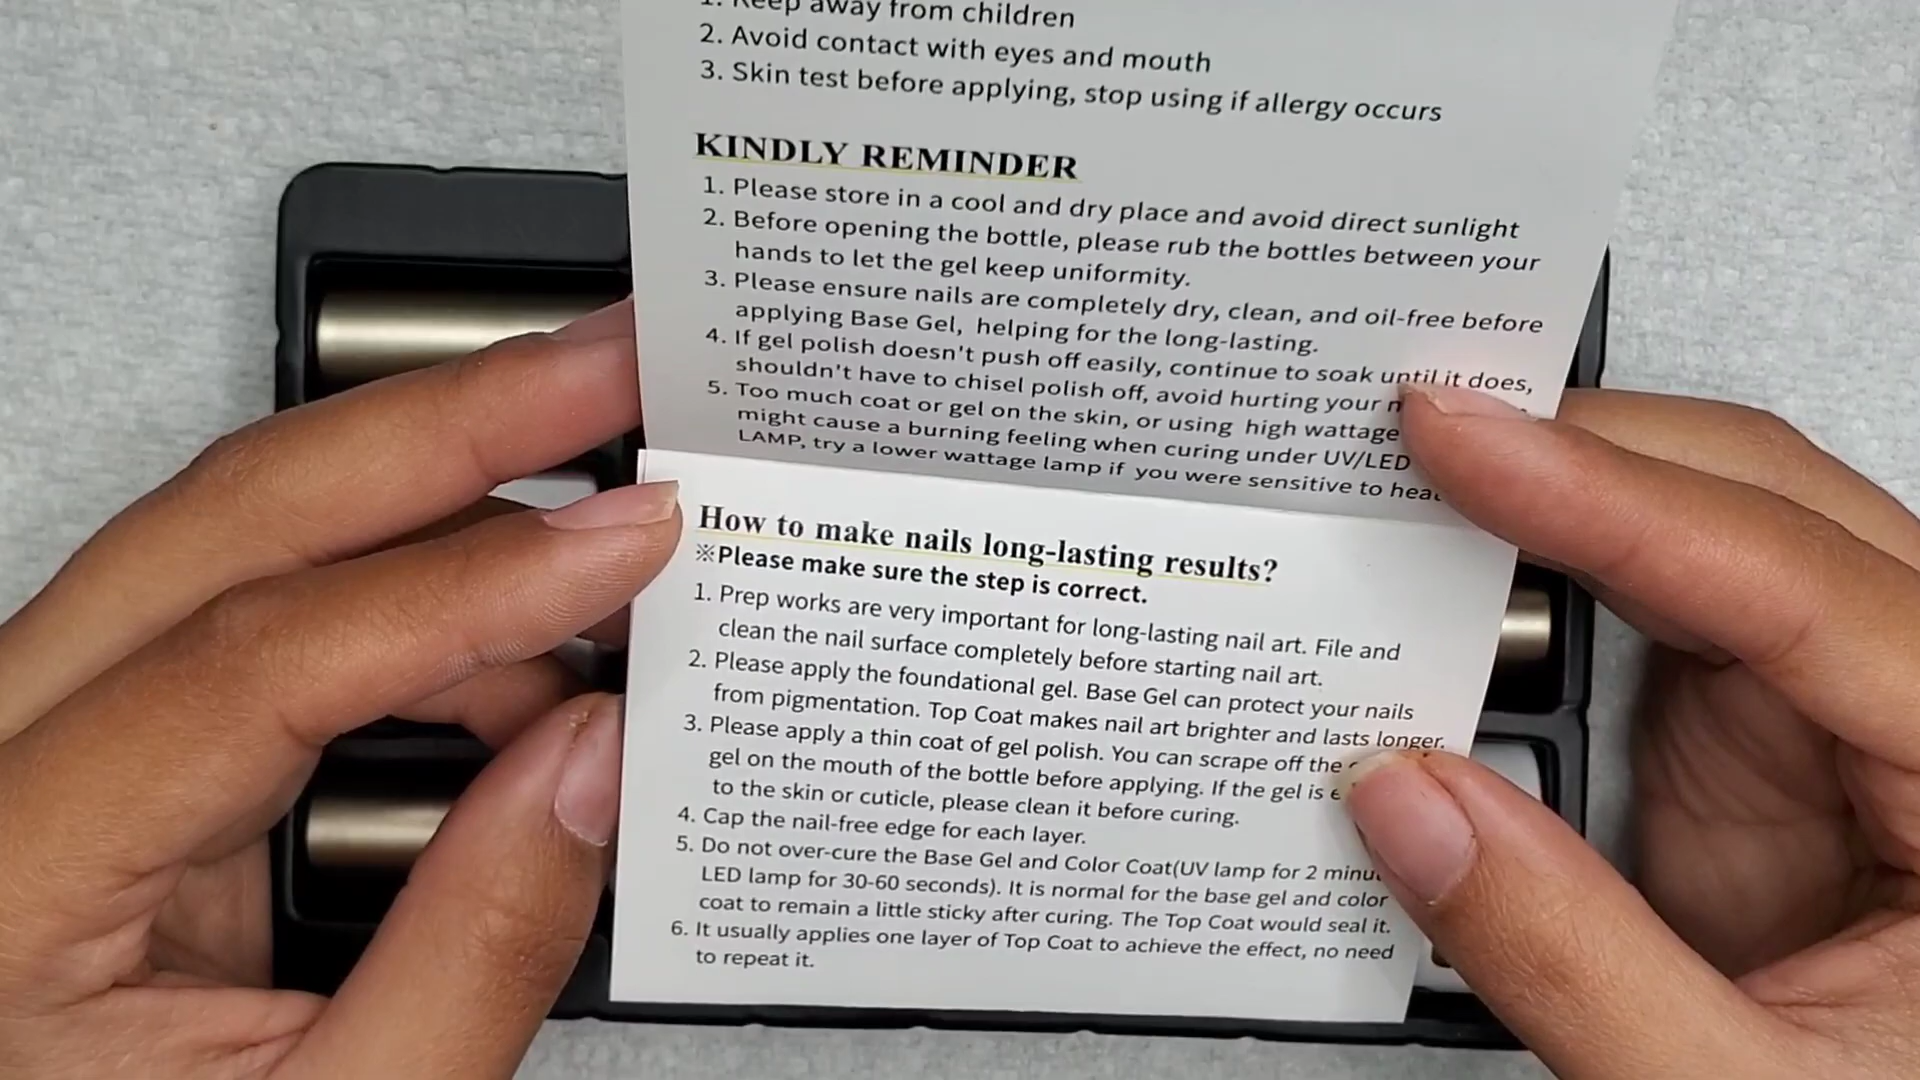 1. Keep away from children
2. Avoid contact with eyes and mouth
3. Skin test before applying, stop using if allergy occurs
KINDLY REMINDER
1. Please store in a cool and dry place and avoid direct sunlight
2. Before opening the bottle, please rub the bottles between your
hands to let the gel keep uniformity.
3. Please ensure nails are completely dry, clean, and oil-free before
applying Base Gel, helping for the long-lasting.
4. If gel polish doesn't push off easily, continue to soak until it does,
shouldn't have to chisel polish off, avoid hurting your
5. Too much coat or gel on the skin, or using high wattage
might cause a burning feeling when curing under UV/LED
LAMP, try a lower wattage lamp if you were sensitive to heat
How to make nails long-lasting results?
※Please make sure the step is correct.
1. Prep works are very important for long-lasting nail art. File and
clean the nail surface completely before starting nail art.
2. Please apply the foundational gel. Base Gel can protect your nails
from pigmentation. Top Coat makes nail art brighter and lasts longer.
3. Please apply a thin coat of gel polish. You can scrape off the
gel on the mouth of the bottle before applying. If the gel is
to the skin or cuticle, please clean it before curing.
4. Cap the nail-free edge for each layer.
5. Do not over-cure the Base Gel and Color Coat(UV lamp for 2 minu
LED lamp for 30-60 seconds). It is normal for the base gel and color
coat to remain a little sticky after curing. The Top Coat would seal it.
6. It usually applies one layer of Top Coat to achieve the effect, no need
to repeat it.